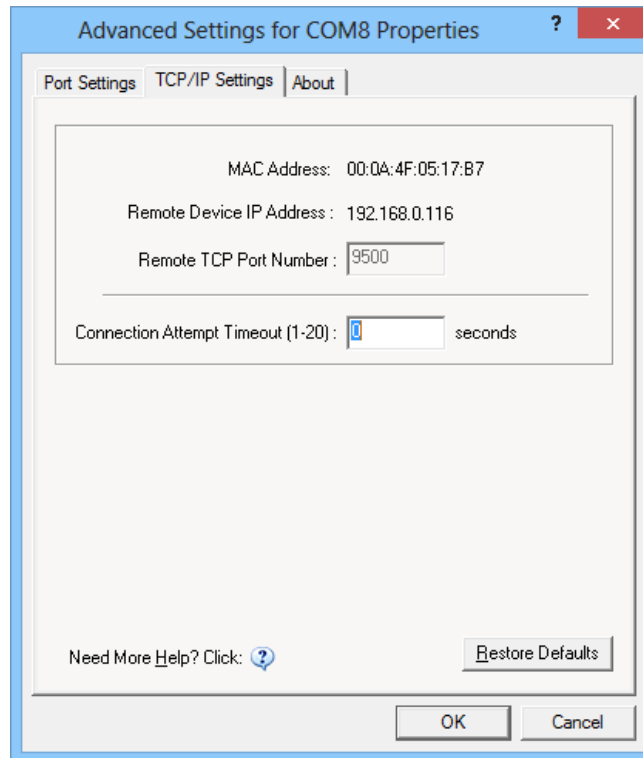 Advanced Settings for COM8 Properties ? ×
Port Settings TCP/IP Settings About
MAC Address: 00:0A:4F:05:17:B7
Remote Device IP Address : 192.168.0.116
Remote TCP Port Number : 9500
Connection Attempt Timeout (1-20) : 0 seconds
Need More Help? Click: ?
Restore Defaults
OK Cancel